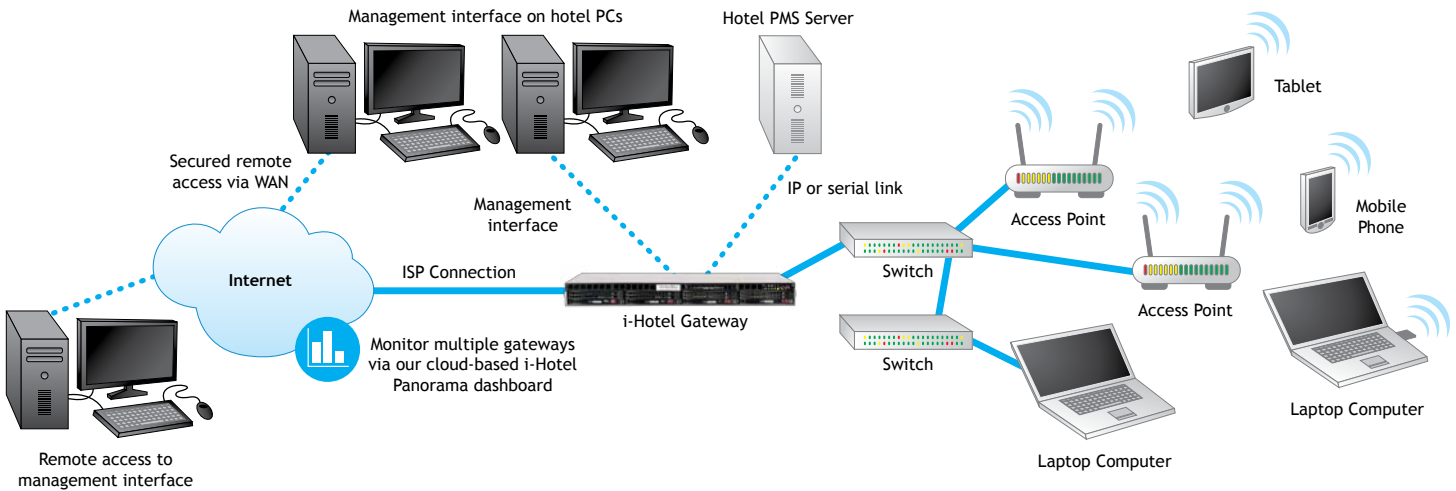 Management interface on hotel PCs
Hotel PMS Server
Tablet
Secured remote
access via WAN
IP or serial link
Management
interface
Access Point
Mobile
Phone
Internet
ISP Connection
Switch
i-Hotel Gateway
Access Point
Monitor multiple gateways
via our cloud-based i-Hotel
Panorama dashboard
Switch
Laptop Computer
Laptop Computer
Remote access to
management interface